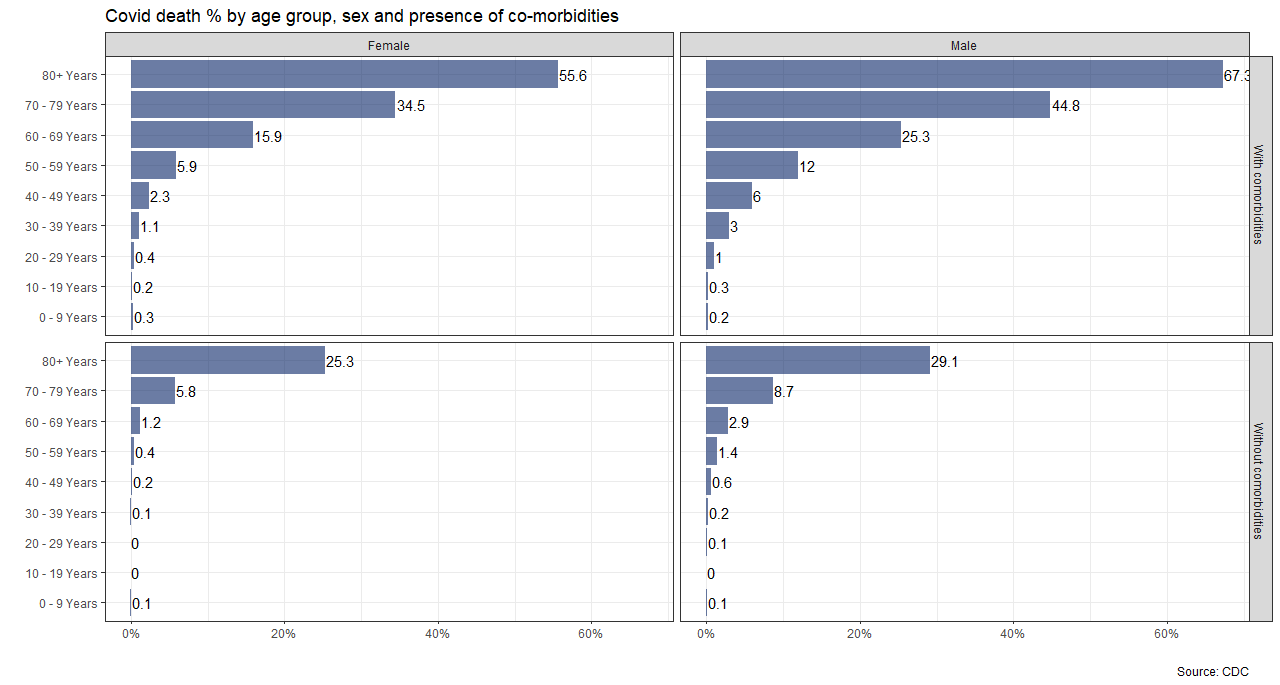 Covid death % by age group, sex and presence of co-morbidities
Female
Male
80+ Years 55.6 67.3
70 - 79 Years 34.5 44.8
60 - 69 Years 15.9 25.3
50 - 59 Years 5.9 12
40 - 49 Years 2.3 6
30 - 39 Years 1.1 3
20 - 29 Years 0.4 1
10 - 19 Years 0.2 0.3
0 - 9 Years 0.3 0.2
With comorbidities
80+ Years 25.3 29.1
70 - 79 Years 5.8 8.7
60 - 69 Years 1.2 2.9
50 - 59 Years 0.4 1.4
40 - 49 Years 0.2 0.6
30 - 39 Years 0.1 0.2
20 - 29 Years 0 0.1
10 - 19 Years 0 0
0 - 9 Years 0.1 0.1
Without comorbidities
0% 20% 40% 60% 0% 20% 40% 60%
Source: CDC